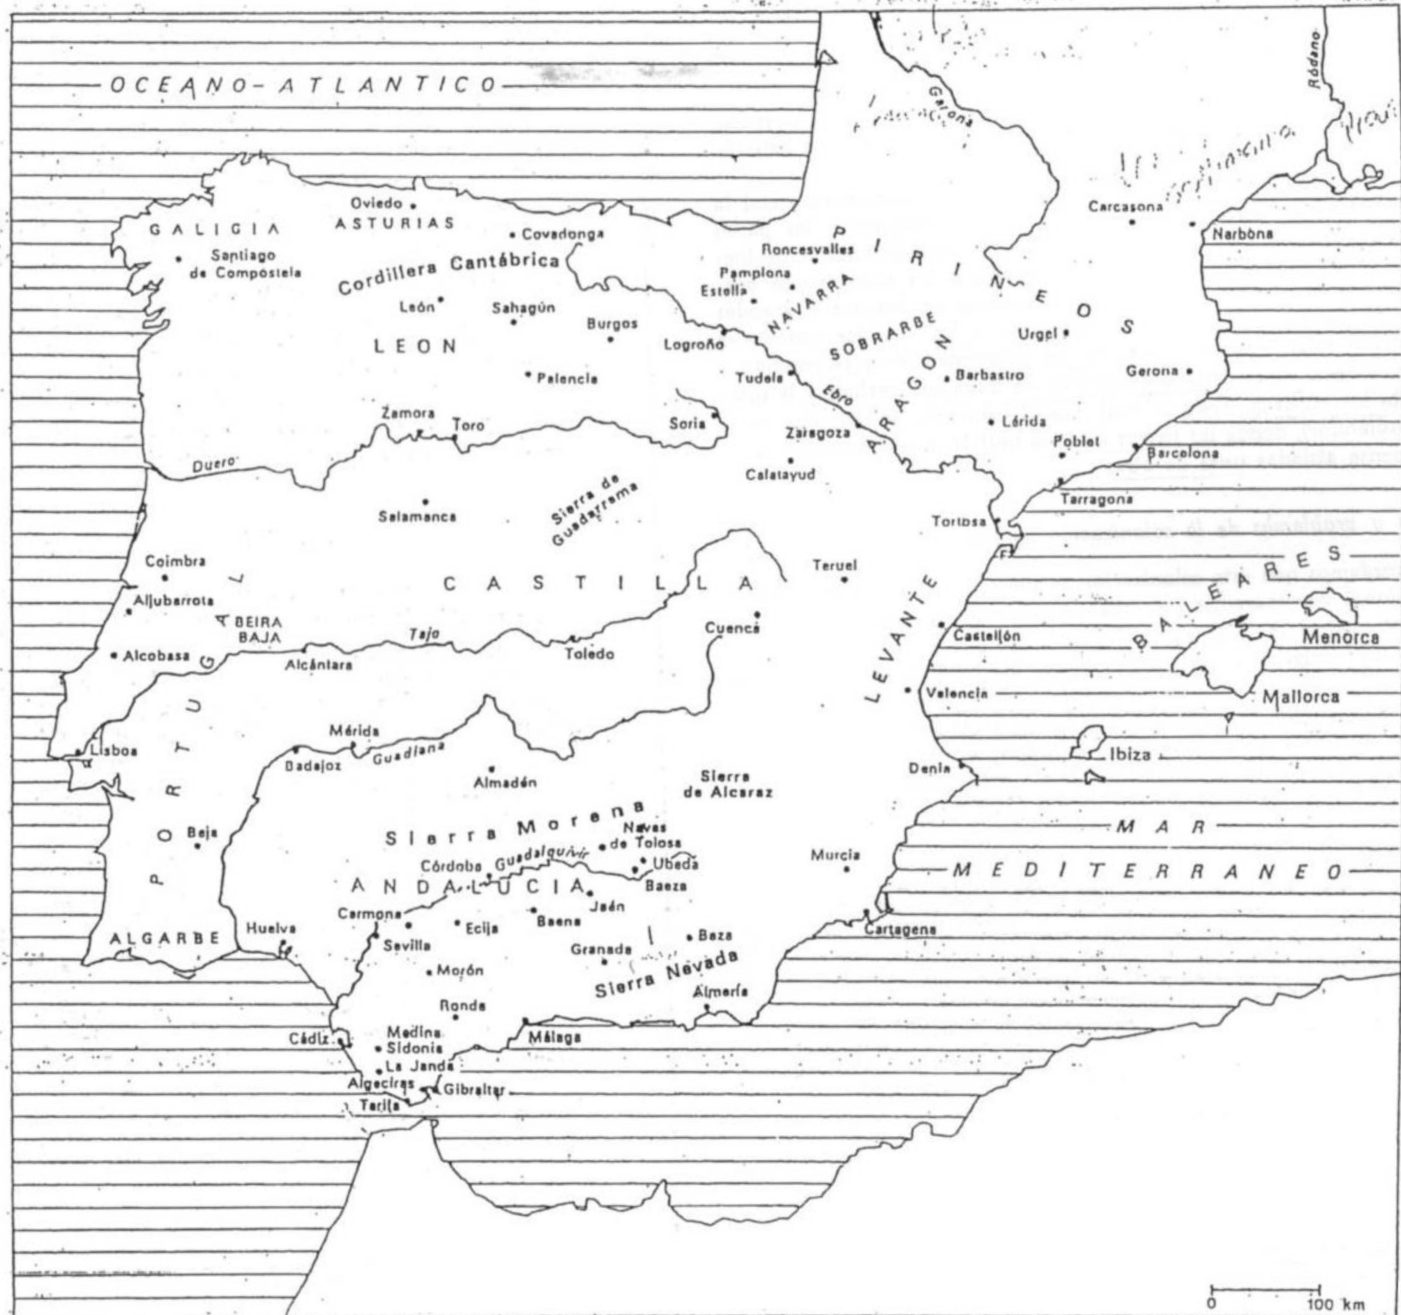 OCEANO-ATLANTICO
Garona
Ródano
Oviedo
ASTURIAS
GALIGIA
Santiago
de Compostela
Covadonga
Cordillera Cantábrica
Carcasona
Narbona
PIRINEOS
Roncesvalles
Pamplona
Estella
NAVARRA
León
Sahagún
Burgos
LEON
Logroño
SOBRARBE
Urgel
ARAGON
Palencia
Tudela
Ebro
Barbastro
Gerona
Zamora
Toro
Soria
Zaragoza
Lérida
Poblet
Barcelona
Duero
Calatayud
Tarragona
Salamanca
Sierra de
Guadarrama
Tortosa
Coimbra
CASTILLA
Teruel
BALEARES
Aljubarrota
BEIRA
BAJA
Tajo
Cuenca
LEVANTE
Castellón
Menorca
Alcobasa
Alcántara
Toledo
PORTUGAL
Valencia
Mallorca
Lisboa
Mérida
Badajoz
Guadiana
Ibiza
Denia
Almadén
Sierra
de Alcaraz
Sierra Morena
Navas
de Tolosa
MAR
Beja
Córdoba
Guadalquivir
Ubeda
Murcia
MEDITERRANEO
ANDALUCIA
Baeza
Jaén
Carmona
Ecija
Baena
Huelva
Sevilla
Cartagena
ALGARBE
Granada
Baza
Morón
Sierra Nevada
Ronda
Almería
Cádiz
Medina
Sidonia
Málaga
La Janda
Algeciras
Gibraltar
Tarifa
0 100 km